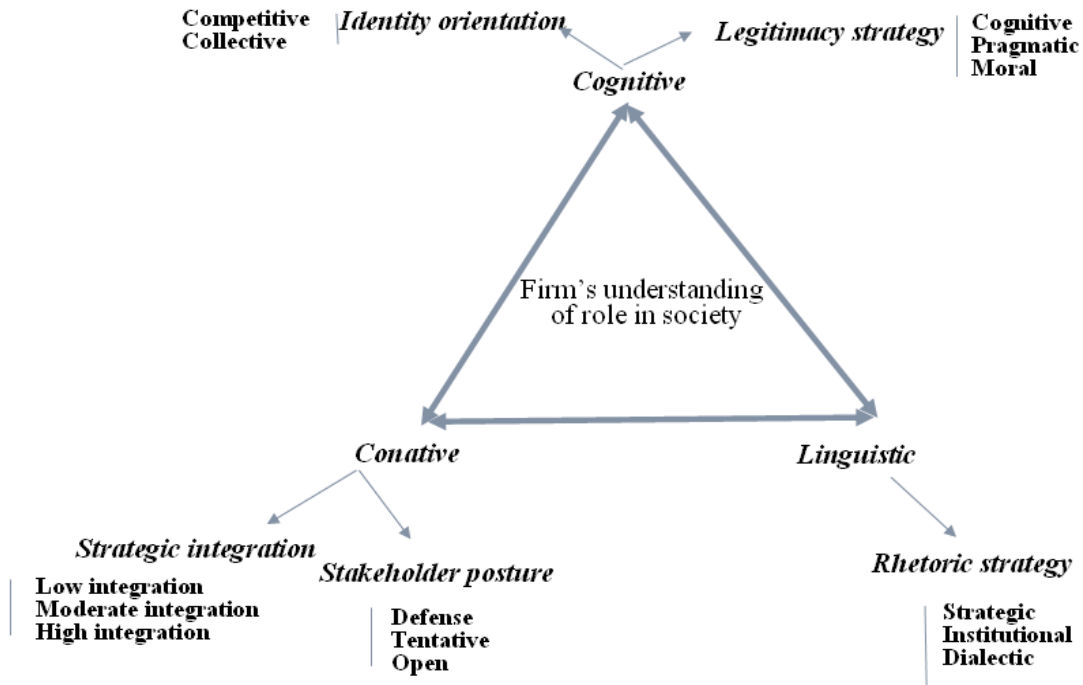 Competitive
Collective
Identity orientation
Legitimacy strategy
Cognitive
Pragmatic
Moral
Cognitive
Firm's understanding
of role in society
Conative
Linguistic
Strategic integration
Low integration
Moderate integration
High integration
Stakeholder posture
Defense
Tentative
Open
Rhetoric strategy
Strategic
Institutional
Dialectic